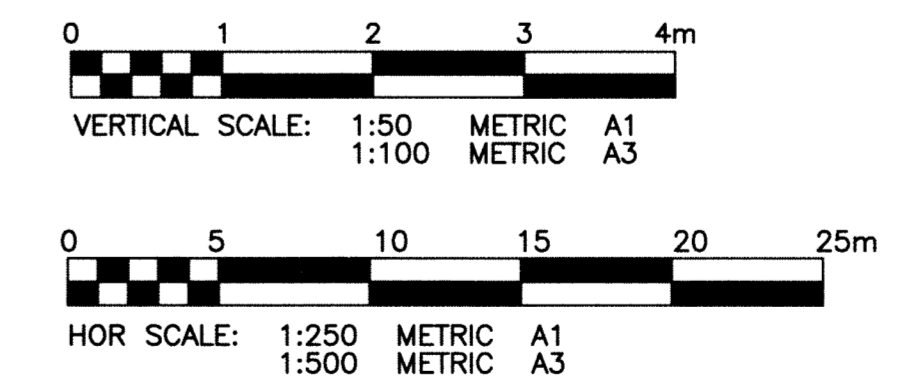 0 1 2 3 4m
VERTICAL SCALE: 1:50 METRIC A1
1:100 METRIC A3
0 5 10 15 20 25m
HOR SCALE: 1:250 METRIC A1
1:500 METRIC A3